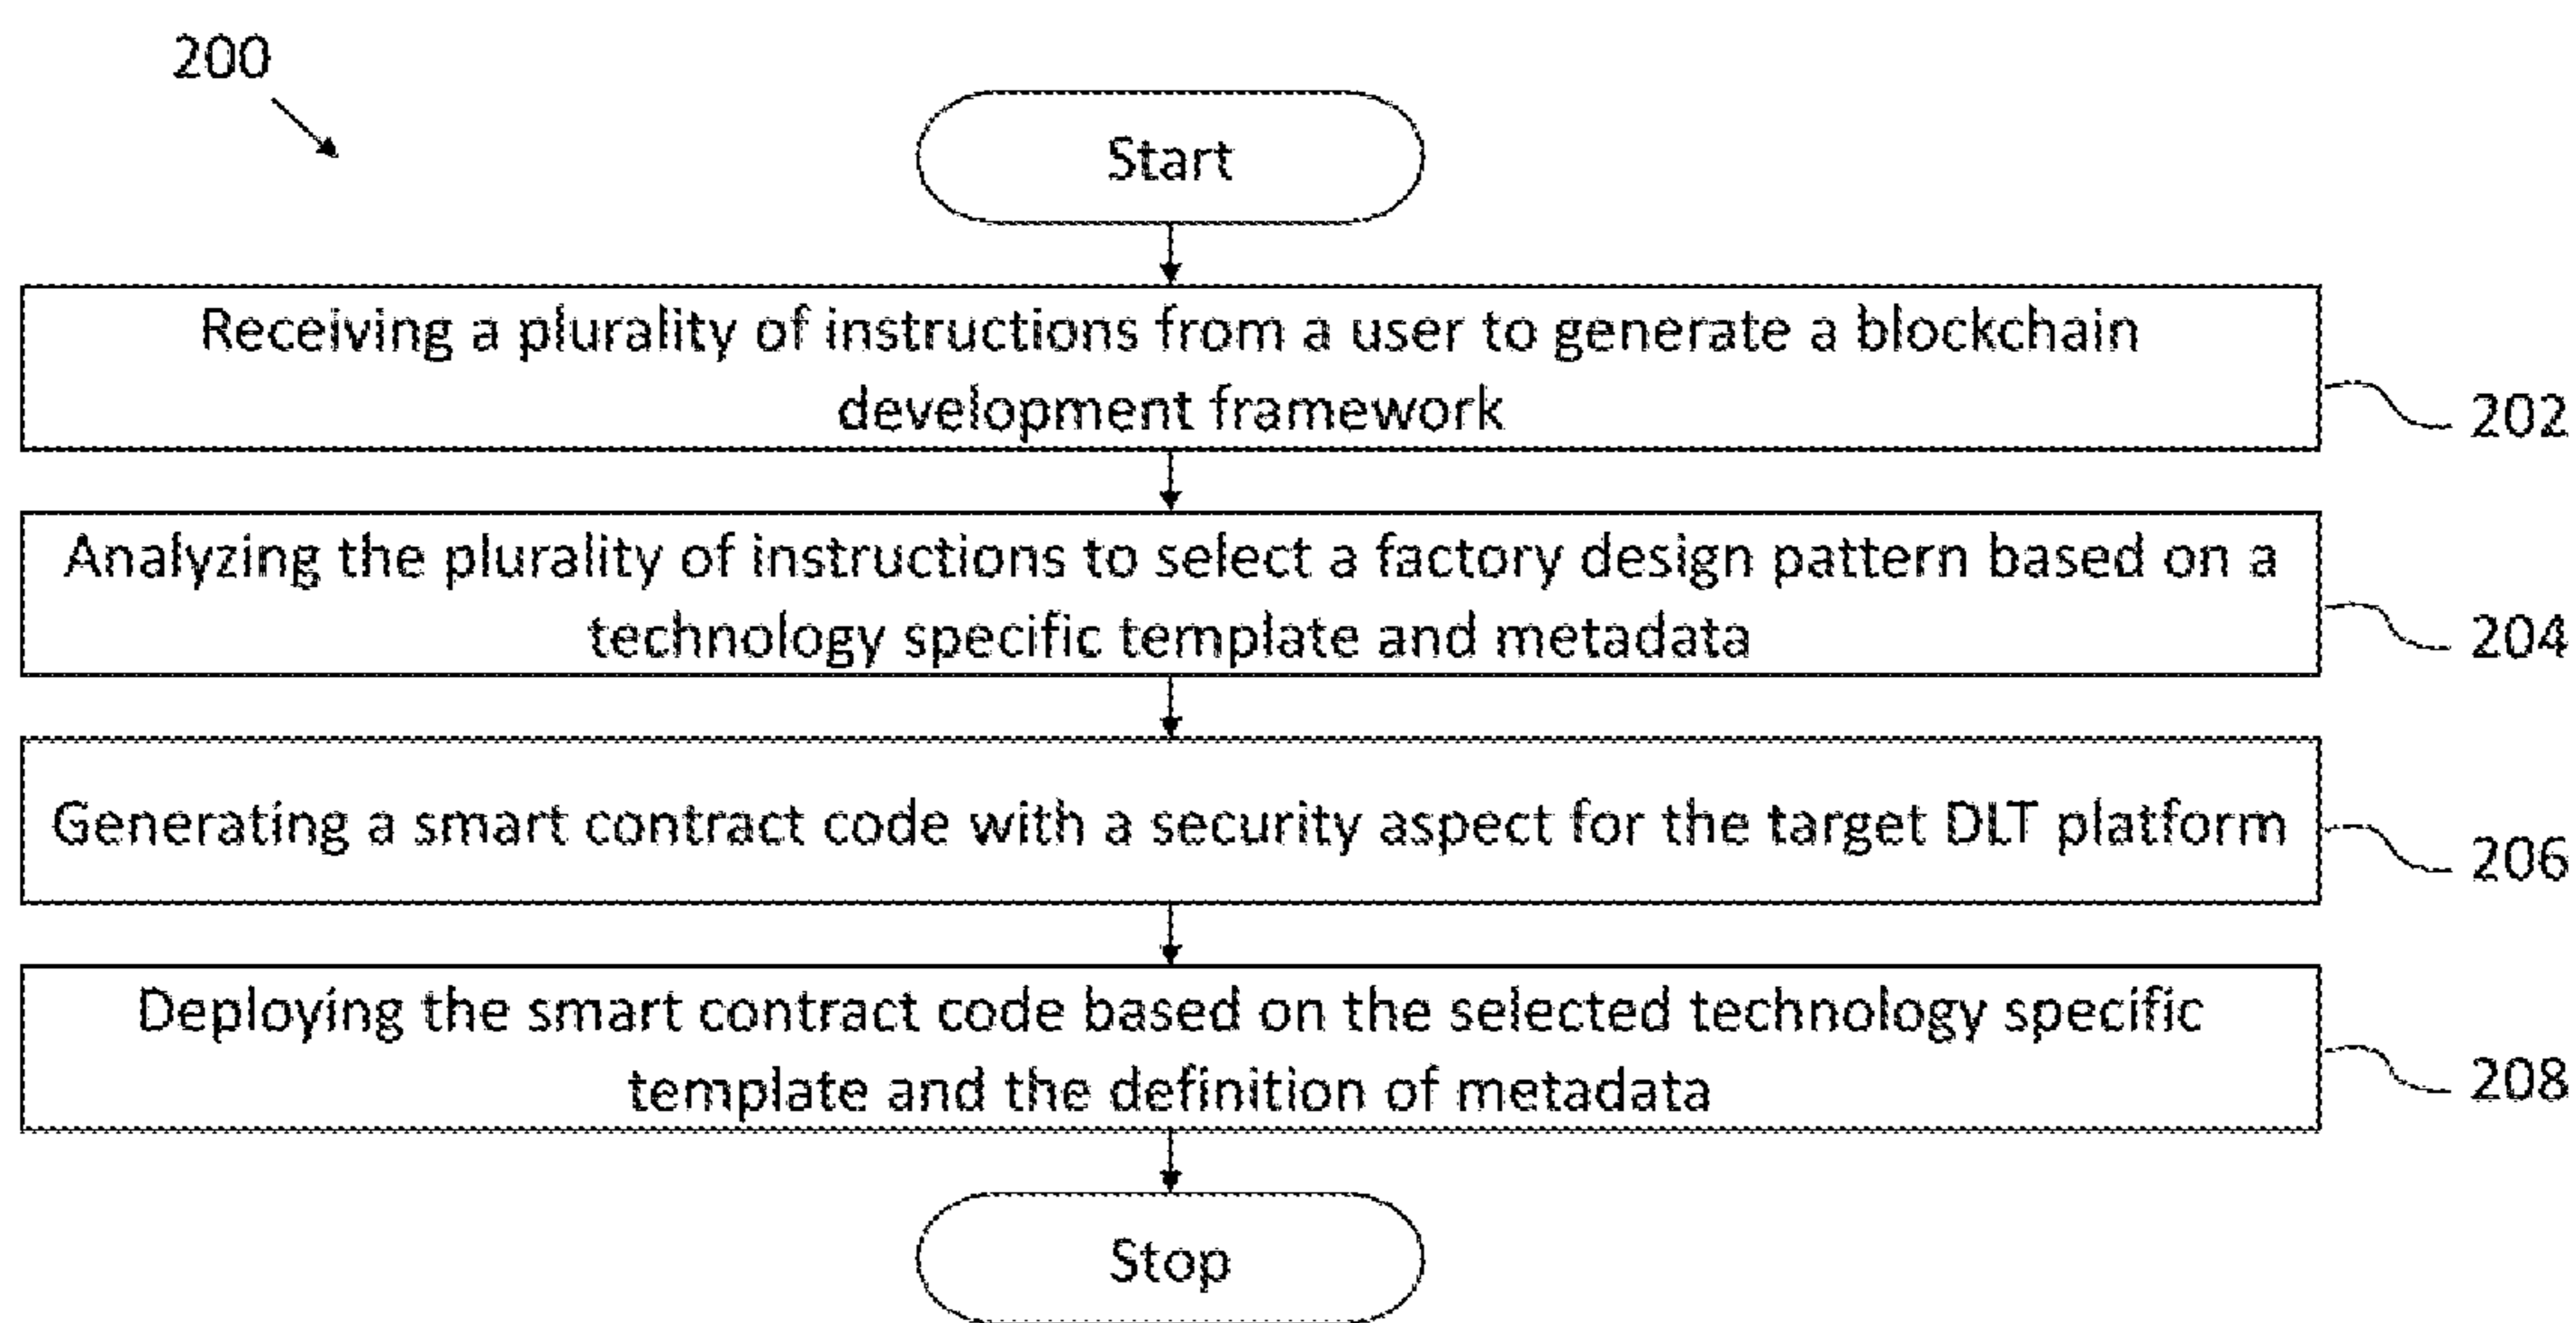 200
Start
Receiving a plurality of instructions from a user to generate a blockchain
development framework
202
Analyzing the plurality of instructions to select a factory design pattern based on a
technology specific template and metadata
204
Generating a smart contract code with a security aspect for the target DLT platform
206
Deploying the smart contract code based on the selected technology specific
template and the definition of metadata
208
Stop